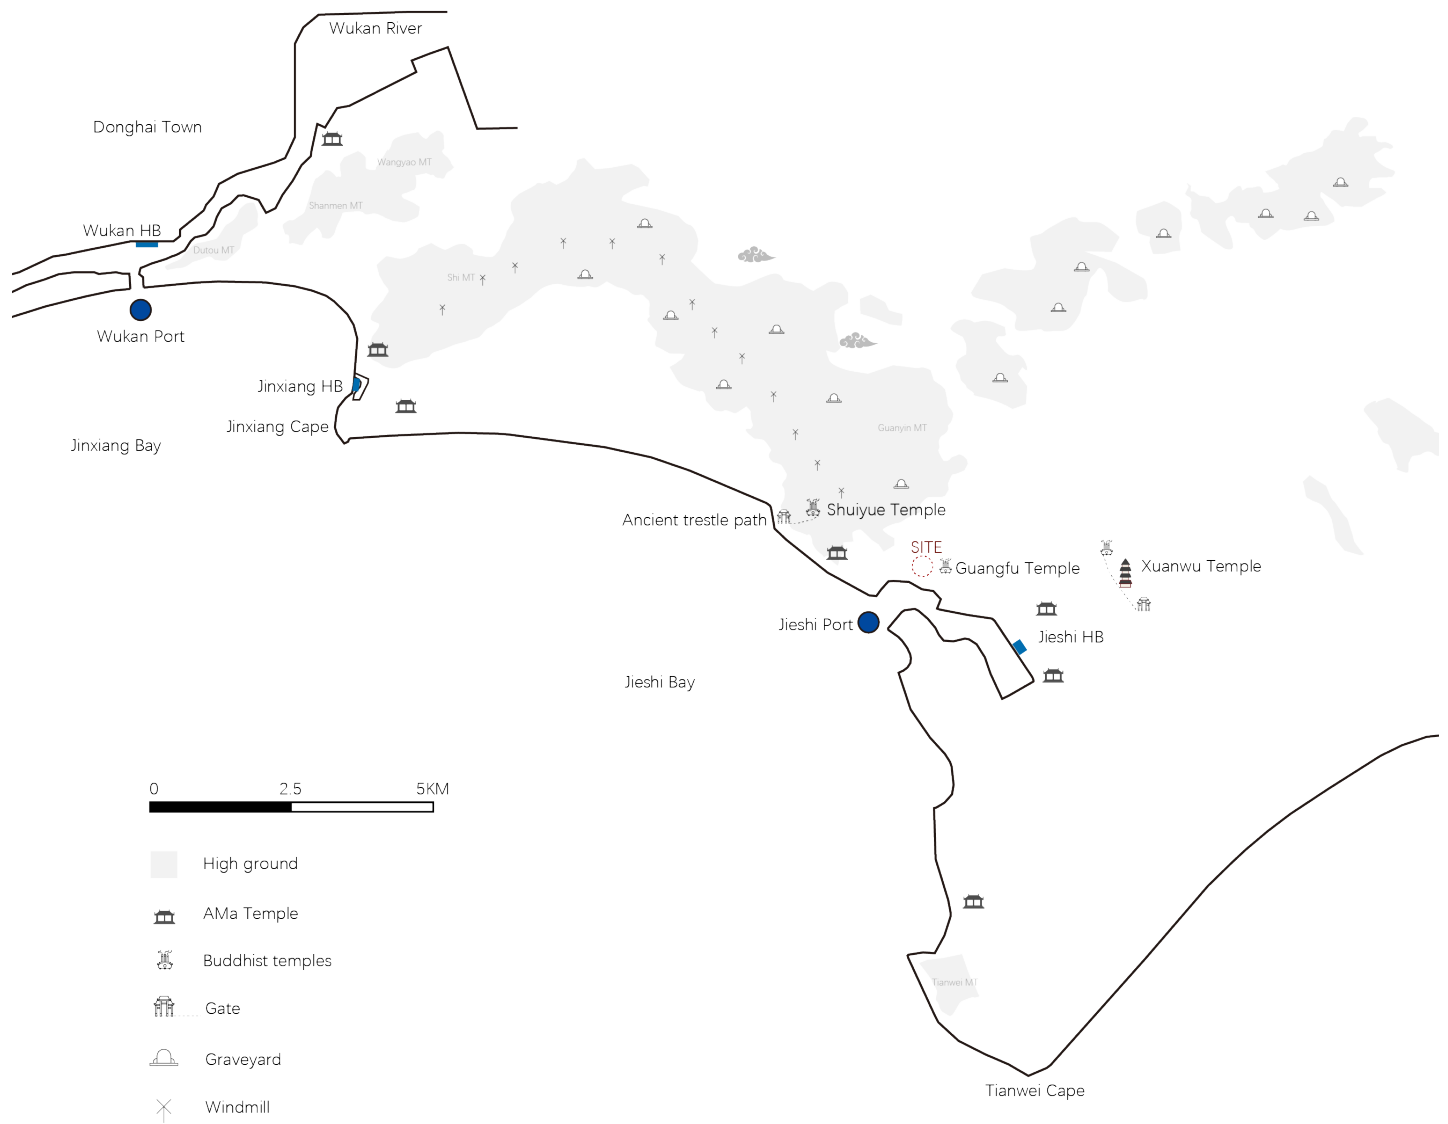 Wukan River
Donghai Town
Wangyao MT
Shanmen MT
Wukan HB
Dutou MT
Shi MT
Wukan Port
Jinxiang HB
Jinxiang Cape
Guanyin MT
Jinxiang Bay
Shuiyue Temple
Ancient trestle path
SITE
Guangfu Temple
Xuanwu Temple
Jieshi Port
Jieshi HB
Jieshi Bay
0 2.5 5KM
High ground
AMa Temple
Buddhist temples
Tianwei MT
Gate
Graveyard
Tianwei Cape
Windmill